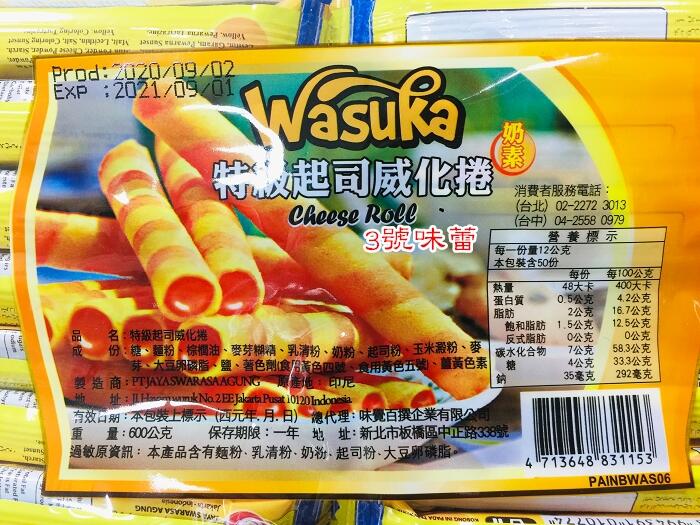 Prod:2020/09/02
Exp :2021/09/01
Wasuka
奶素
特級起司威化捲
Cheese Roll
3號味蕾
消費者服務電話：
(台北) 02-2272 3013
(台中) 04-2558 0979
營養標示
每一份量12公克
本包裝含50份
每份 每100公克
熱量 48大卡 400大卡
蛋白質 0.5公克 4.2公克
脂肪 2公克 16.7公克
飽和脂肪 1.5公克 12.5公克
反式脂肪 0公克 0公克
碳水化合物 7公克 58.3公克
糖 4公克 33.3公克
鈉 35毫克 292毫克
品 名：特級起司威化捲
成 份：糖、麵粉、棕櫚油、麥芽糊精、乳清粉、奶粉、起司粉、玉米澱粉、麥
芽、大豆卵磷脂、鹽、著色劑(食用黃色四號、食用黃色五號)、薑黃色素
製 造 商：PT.JAYA SWARASA AGUNG 原產地：印尼
地 址：Jl. Hayam wuruk No. 2 EE Jakarta Pusat 10120 Indonesia
有效日期：本包裝上標示 (西元年.月.日) 總代理：味覺百撰企業有限公司
重 量：600公克 保存期限：一年 地 址：新北市板橋區中正路338號
過敏原資訊：本產品含有麵粉、乳清粉、奶粉、起司粉、大豆卵磷脂。
4 713648 831153
PAINBWAS06